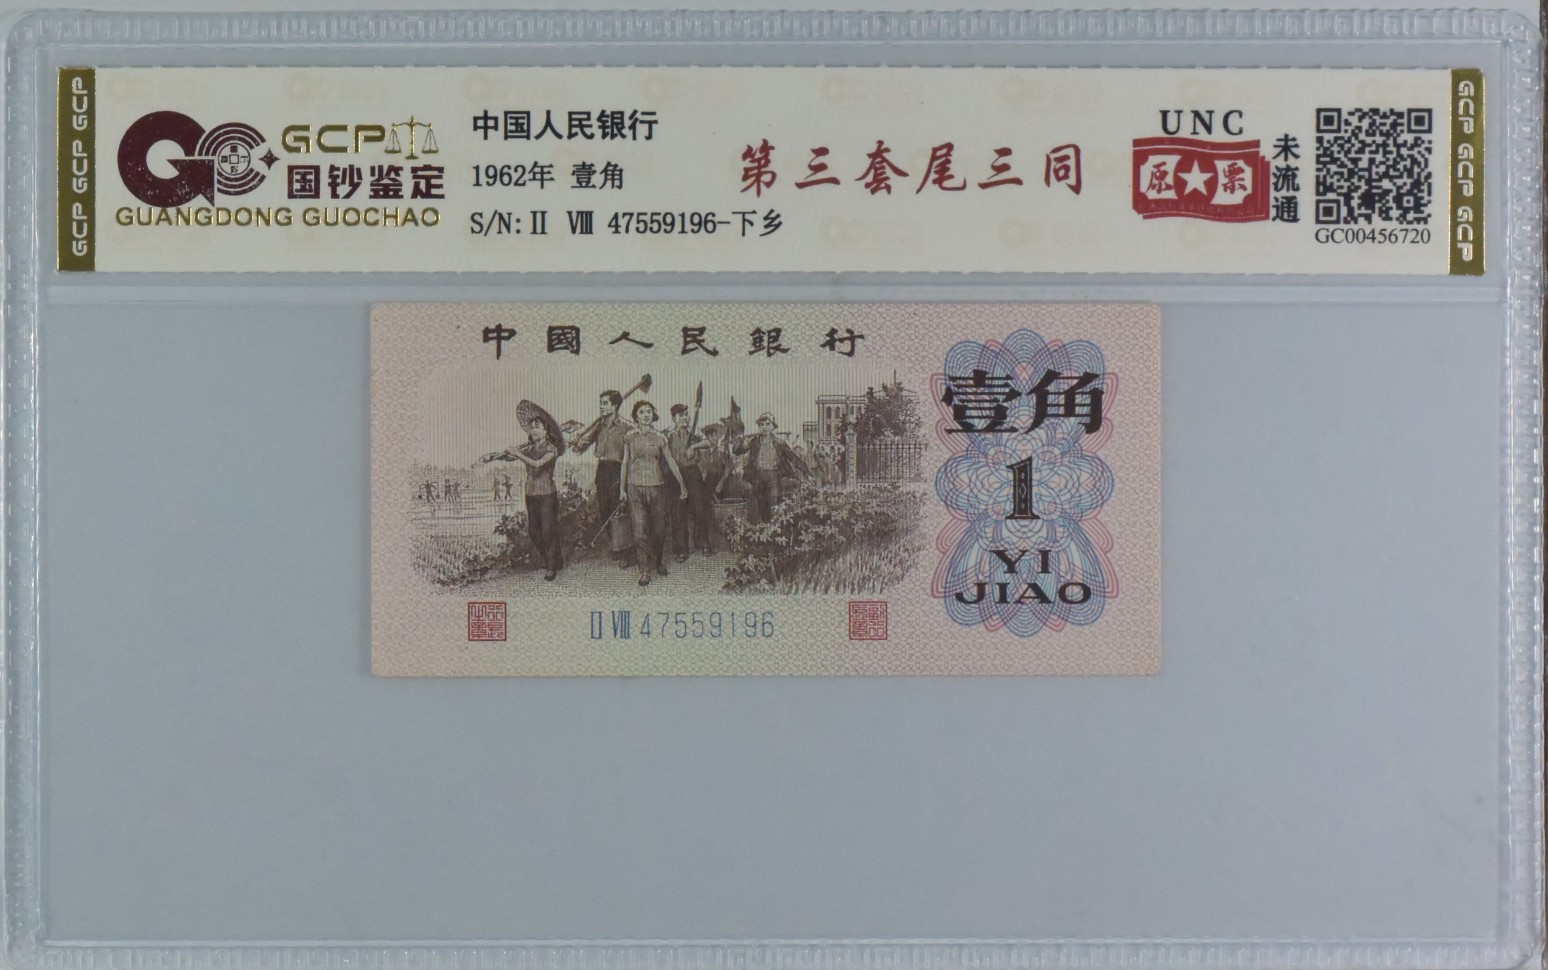 GCP GCP GCP
GCP
国钞鉴定
GUANGDONG GUOCHAO
中国人民银行
1962年 壹角
S/N: II VIII 47559196-下乡
第三套尾三同
UNC
原★票
未流通
GC00456720
GCP GCP GCP
中國人民銀行
壹角
1
YI
JIAO
II VIII 47559196